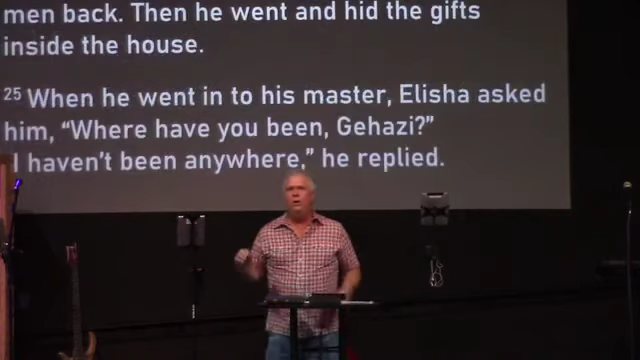 men back. Then he went and hid the gifts
inside the house.
25 When he went in to his master, Elisha asked
him, “Where have you been, Gehazi?”
“I haven’t been anywhere,” he replied.